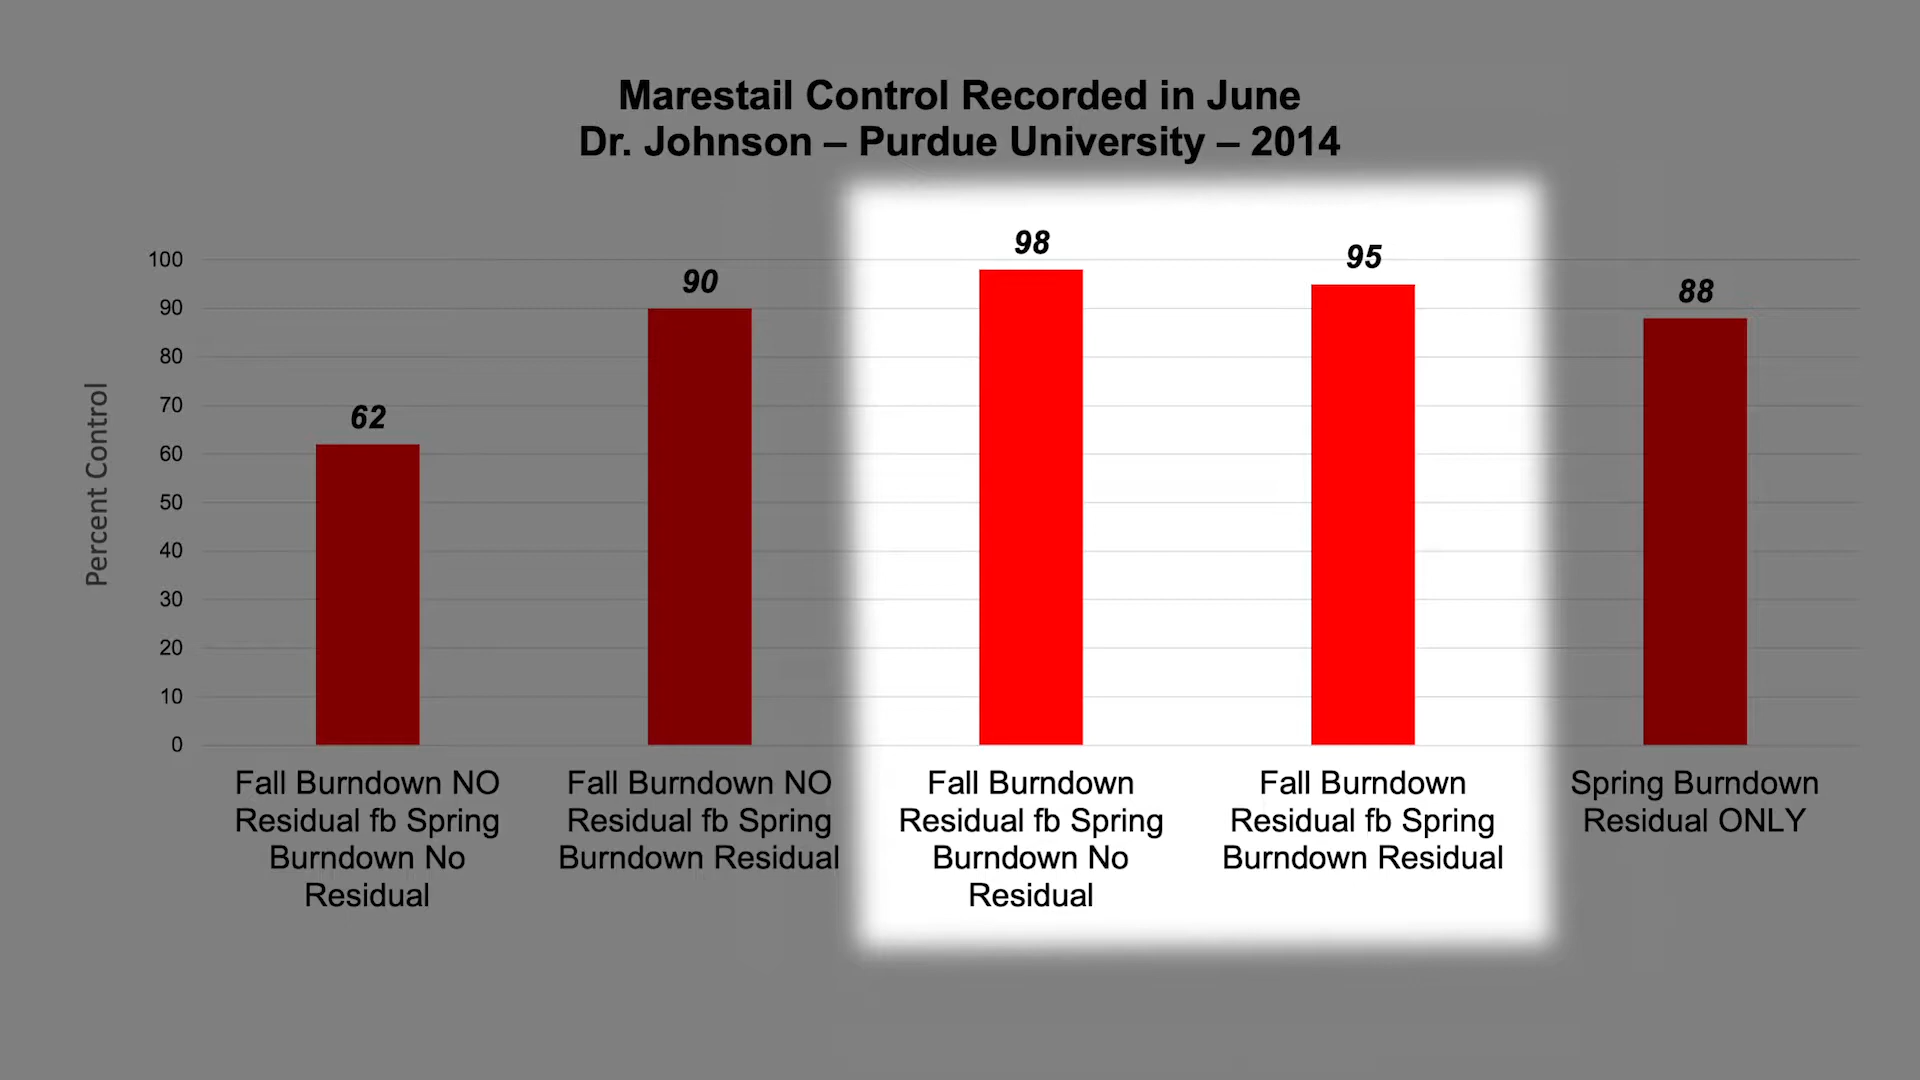 Marestail Control Recorded in June
Dr. Johnson – Purdue University – 2014
Percent Control
100
90
80
70
60
50
40
30
20
10
0
62
90
98
95
88
Fall Burndown NO
Residual fb Spring
Burndown No
Residual
Fall Burndown NO
Residual fb Spring
Burndown Residual
Fall Burndown
Residual fb Spring
Burndown No
Residual
Fall Burndown
Residual fb Spring
Burndown Residual
Spring Burndown
Residual ONLY